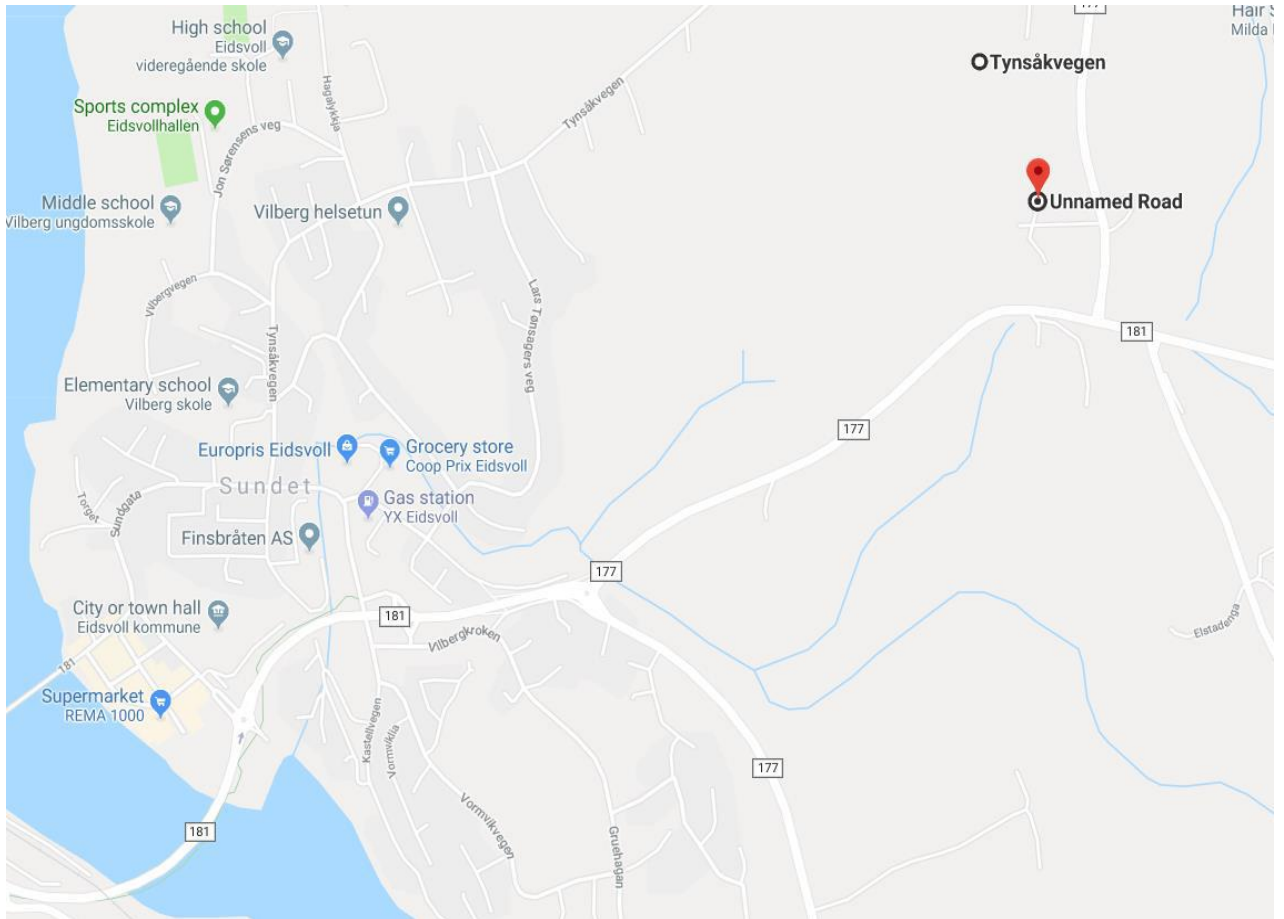 177
Hair S
Milda
High school
Eidsvoll
videregående skole
Tynsåkvegen
Hagalykkja
Sports complex
Eidsvollhallen
Tynsåkvegen
Jon Sørensens veg
Middle school
Vilberg ungdomsskole
Vilberg helsetun
Unnamed Road
Vilbergvegen
Lars Tønsagers veg
Tynsåkvegen
181
Elementary school
Vilberg skole
177
Europris Eidsvoll
Grocery store
Coop Prix Eidsvoll
Sundet
Gas station
YX Eidsvoll
Torget
Sundgata
Finsbråten AS
177
City or town hall
Eidsvoll kommune
181
Vilbergkroken
Elstadenga
181
Supermarket
REMA 1000
Kastellvegen
Vormviklia
177
Vormvikvegen
181
Gruehagan